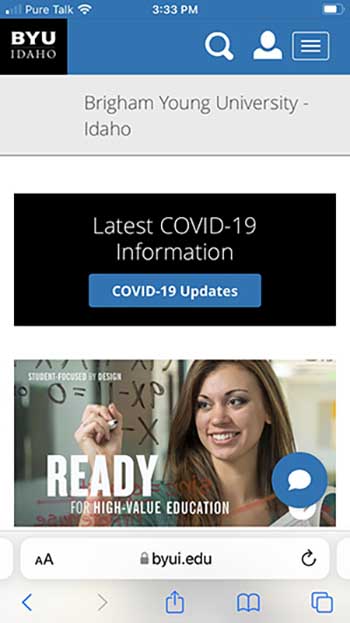 Pure Talk
3:33 PM
BYU
IDAHO
Brigham Young University -
Idaho
Latest COVID-19
Information
COVID-19 Updates
STUDENT-FOCUSED BY DESIGN
READY
FOR HIGH-VALUE EDUCATION
AA
byui.edu